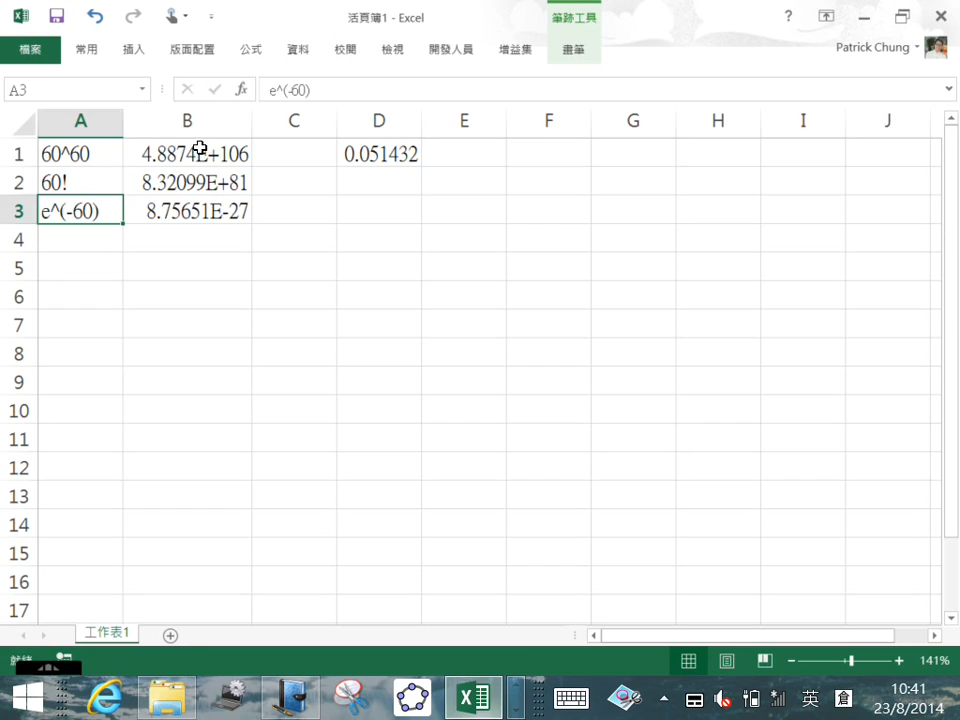 活頁簿1 - Excel
筆跡工具
?
檔案
常用
插入
版面配置
公式
資料
校閱
檢視
開發人員
增益集
畫筆
Patrick Chung
A3
fx
e^(-60)
A B C D E F G H I J
1 60^60 4.8874E+106 0.051432
2 60! 8.32099E+81
3 e^(-60) 8.75651E-27
4
5
6
7
8
9
10
11
12
13
14
15
16
17
工作表1
141%
英
倉
10:41
23/8/2014